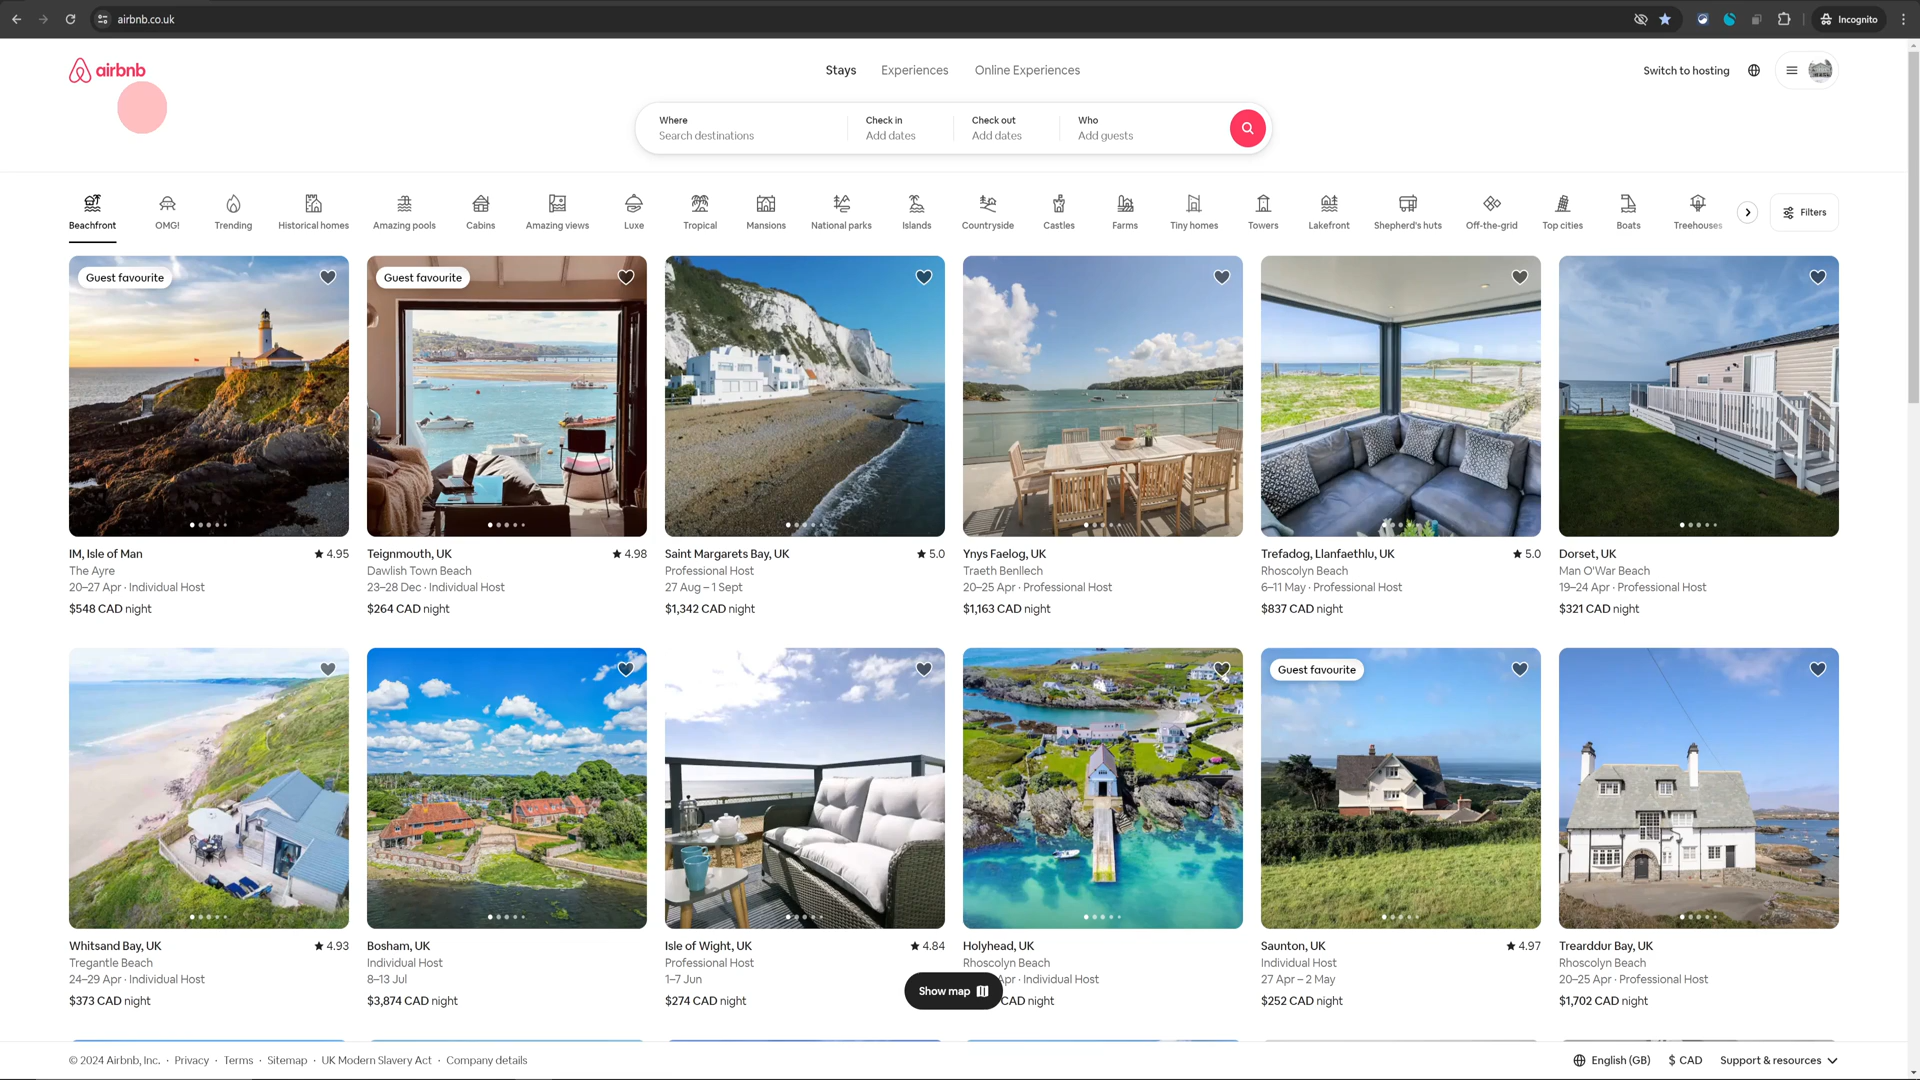 airbnb.co.uk
Incognito
airbnb
Stays Experiences Online Experiences
Switch to hosting
Where Check in Check out Who
Search destinations Add dates Add dates Add guests
Beachfront OMG! Trending Historical homes Amazing pools Cabins Amazing views Luxe Tropical Mansions National parks Islands Countryside Castles Farms Tiny homes Towers Lakefront Shepherd's huts Off-the-grid Top cities Boats Treehouses Filters
Guest favourite
Guest favourite
IM, Isle of Man 4.95
The Ayre
20–27 Apr · Individual Host
$548 CAD night
Teignmouth, UK 4.98
Dawlish Town Beach
23–28 Dec · Individual Host
$264 CAD night
Saint Margarets Bay, UK 5.0
Professional Host
27 Aug – 1 Sept
$1,342 CAD night
Ynys Faelog, UK
Traeth Benllech
20–25 Apr · Professional Host
$1,163 CAD night
Trefadog, Llanfaethlu, UK 5.0
Rhoscolyn Beach
6–11 May · Professional Host
$837 CAD night
Dorset, UK
Man O'War Beach
19–24 Apr · Professional Host
$321 CAD night
Guest favourite
Whitsand Bay, UK 4.93
Tregantle Beach
24–29 Apr · Individual Host
$373 CAD night
Bosham, UK
Individual Host
8–13 Jul
$3,874 CAD night
Isle of Wight, UK 4.84
Professional Host
1–7 Jun
$274 CAD night
Holyhead, UK
Rhoscolyn Beach
Apr · Individual Host
CAD night
Saunton, UK 4.97
Individual Host
27 Apr – 2 May
$252 CAD night
Trearddur Bay, UK
Rhoscolyn Beach
20–25 Apr · Professional Host
$1,702 CAD night
Show map
© 2024 Airbnb, Inc. · Privacy · Terms · Sitemap · UK Modern Slavery Act · Company details
English (GB) $ CAD Support & resources